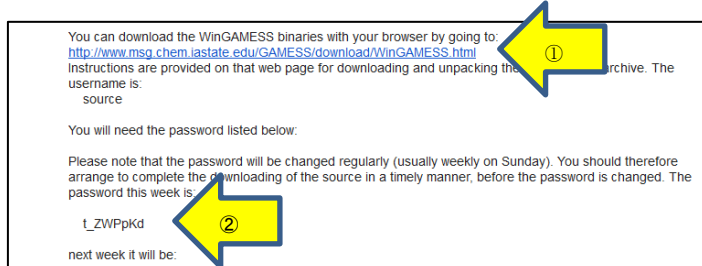 You can download the WinGAMESS binaries with your browser by going to:
http://www.msg.chem.iastate.edu/GAMESS/download/WinGAMESS.html
①
Instructions are provided on that web page for downloading and unpacking the archive. The
username is:
source
You will need the password listed below:
Please note that the password will be changed regularly (usually weekly on Sunday). You should therefore
arrange to complete the downloading of the source in a timely manner, before the password is changed. The
password this week is:
t_ZWPpKd
②
next week it will be: